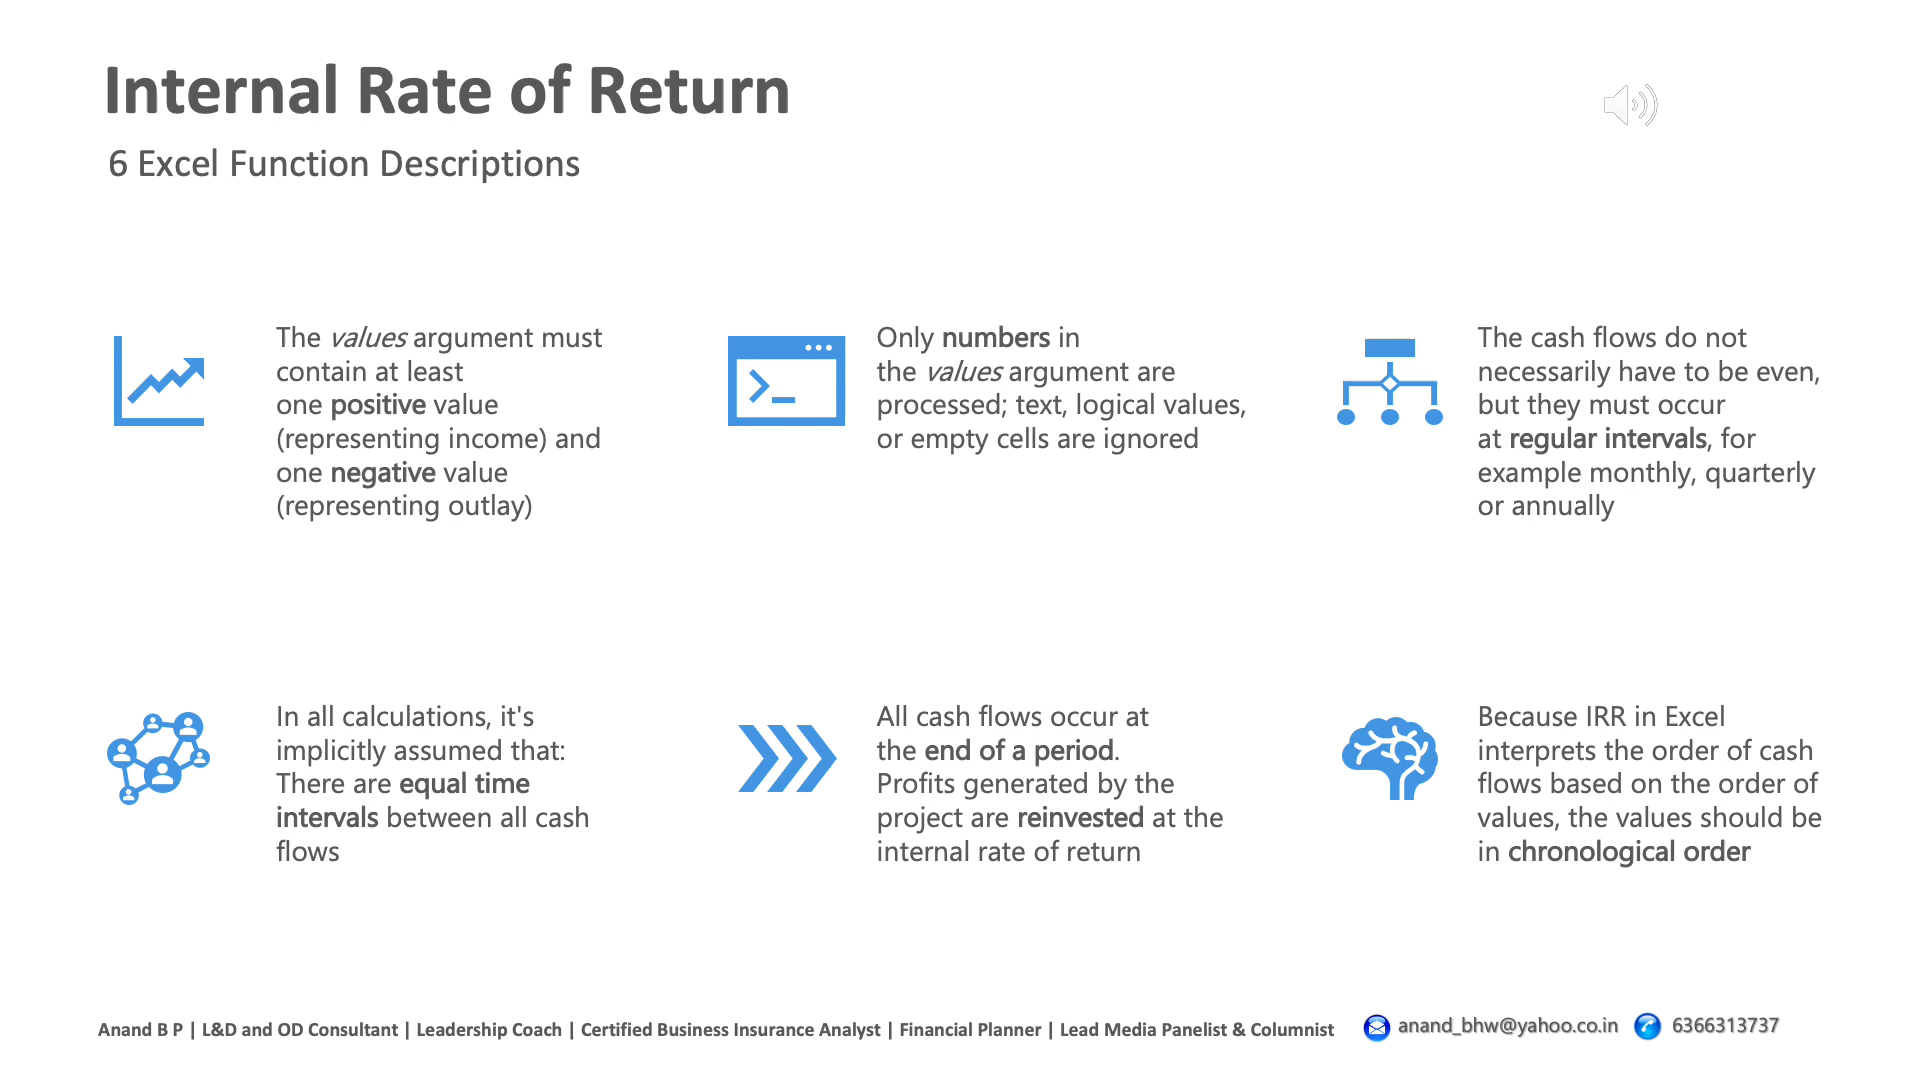 Internal Rate of Return
6 Excel Function Descriptions
The values argument must
contain at least
one positive value
(representing income) and
one negative value
(representing outlay)
Only numbers in
the values argument are
processed; text, logical values,
or empty cells are ignored
The cash flows do not
necessarily have to be even,
but they must occur
at regular intervals, for
example monthly, quarterly
or annually
In all calculations, it's
implicitly assumed that:
There are equal time
intervals between all cash
flows
All cash flows occur at
the end of a period.
Profits generated by the
project are reinvested at the
internal rate of return
Because IRR in Excel
interprets the order of cash
flows based on the order of
values, the values should be
in chronological order
Anand B P | L&D and OD Consultant | Leadership Coach | Certified Business Insurance Analyst | Financial Planner | Lead Media Panelist & Columnist anand_bhw@yahoo.co.in 6366313737